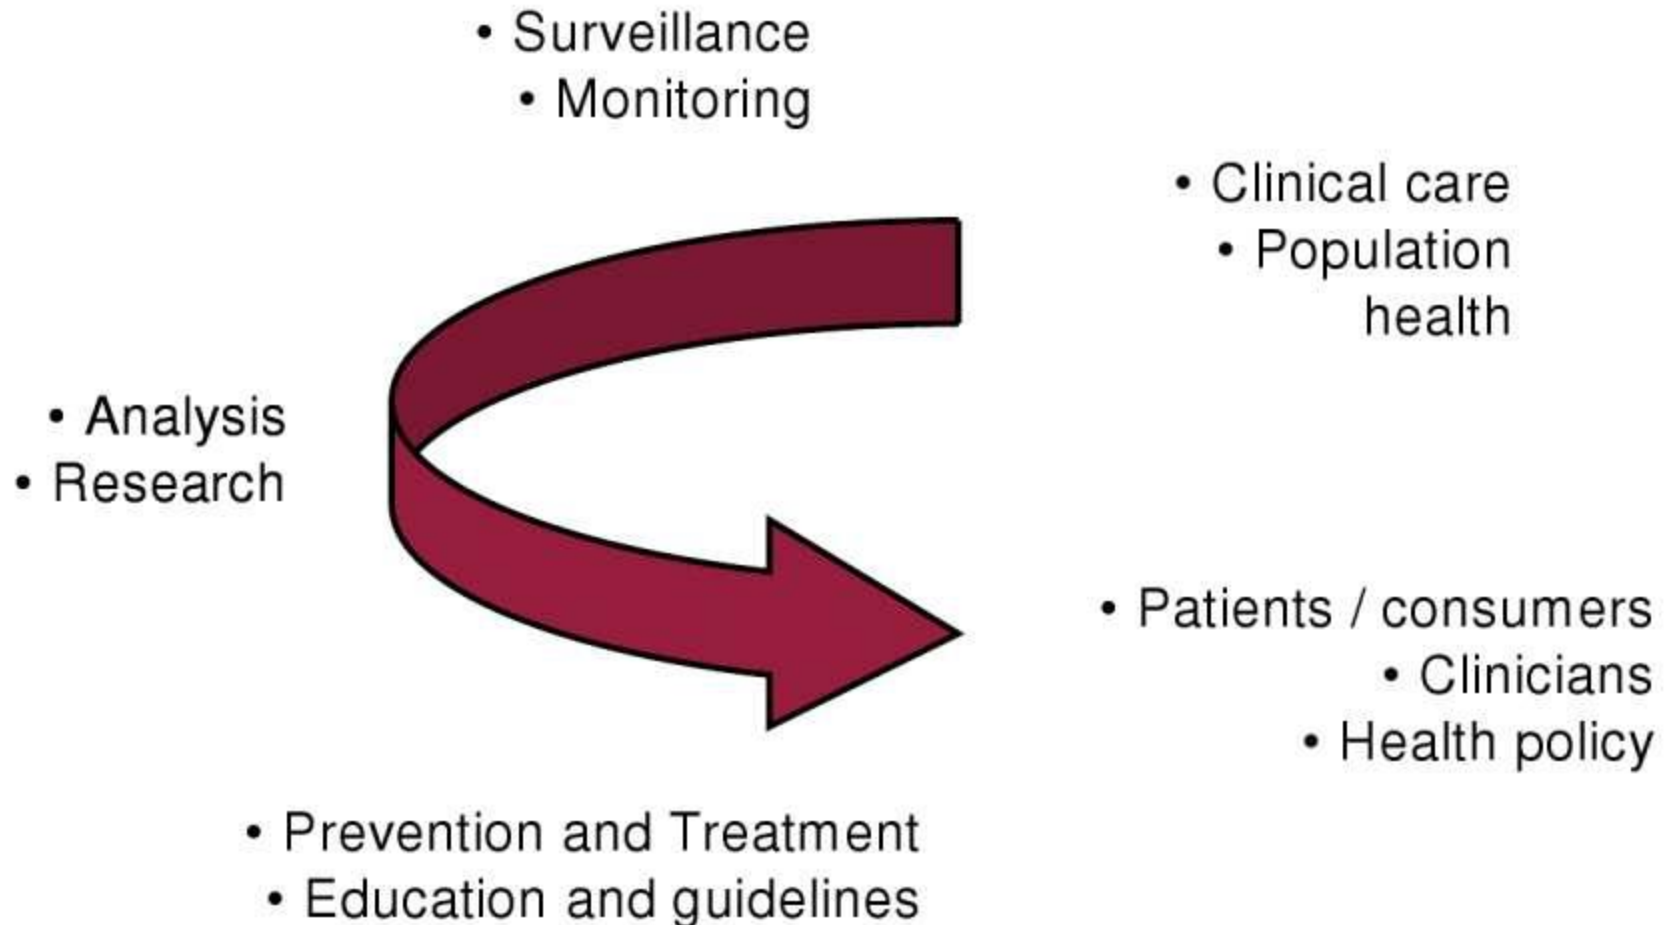 • Surveillance
• Monitoring
• Clinical care
• Population
health
• Analysis
• Research
• Patients / consumers
• Clinicians
• Health policy
• Prevention and Treatment
• Education and guidelines